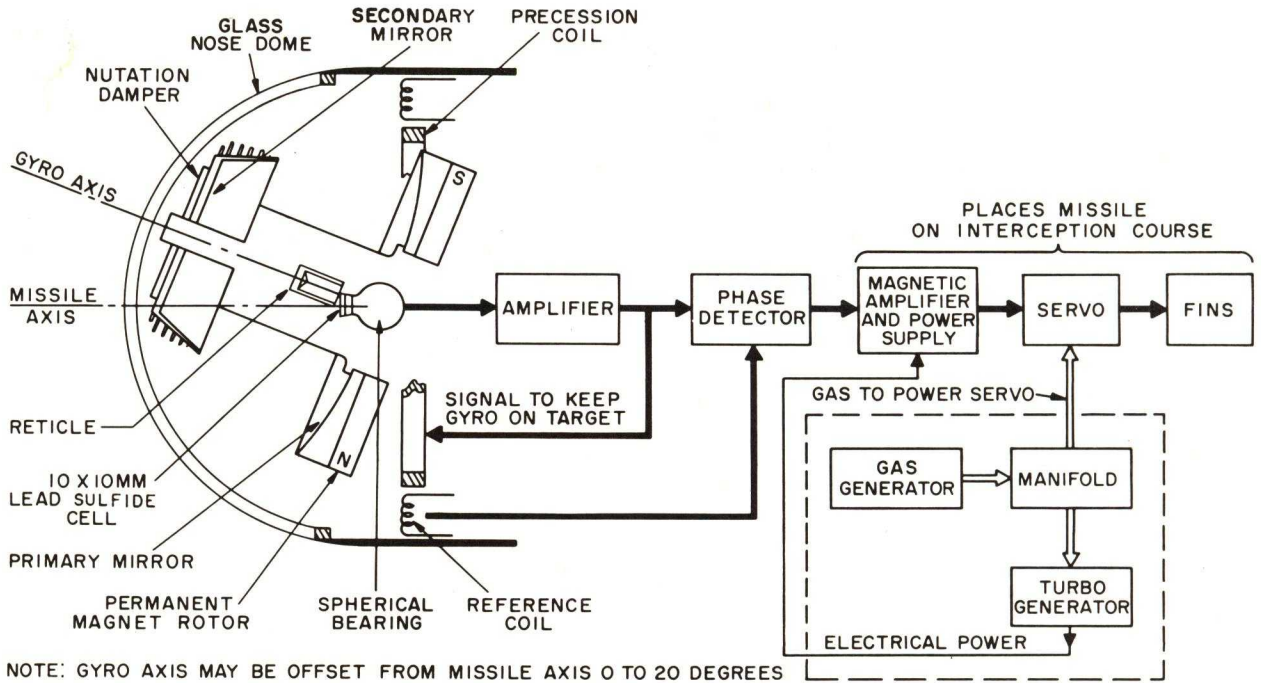 GLASS
NOSE DOME
SECONDARY
MIRROR
PRECESSION
COIL
NUTATION
DAMPER
GYRO AXIS
S
PLACES MISSILE
ON INTERCEPTION COURSE
MISSILE
AXIS
AMPLIFIER
PHASE
DETECTOR
MAGNETIC
AMPLIFIER
AND POWER
SUPPLY
SERVO
FINS
SIGNAL TO KEEP
GYRO ON TARGET
GAS TO POWER SERVO
RETICLE
N
10 X 10MM
LEAD SULFIDE
CELL
GAS
GENERATOR
MANIFOLD
PRIMARY MIRROR
PERMANENT
MAGNET ROTOR
SPHERICAL
BEARING
REFERENCE
COIL
TURBO
GENERATOR
ELECTRICAL POWER
NOTE: GYRO AXIS MAY BE OFFSET FROM MISSILE AXIS 0 TO 20 DEGREES